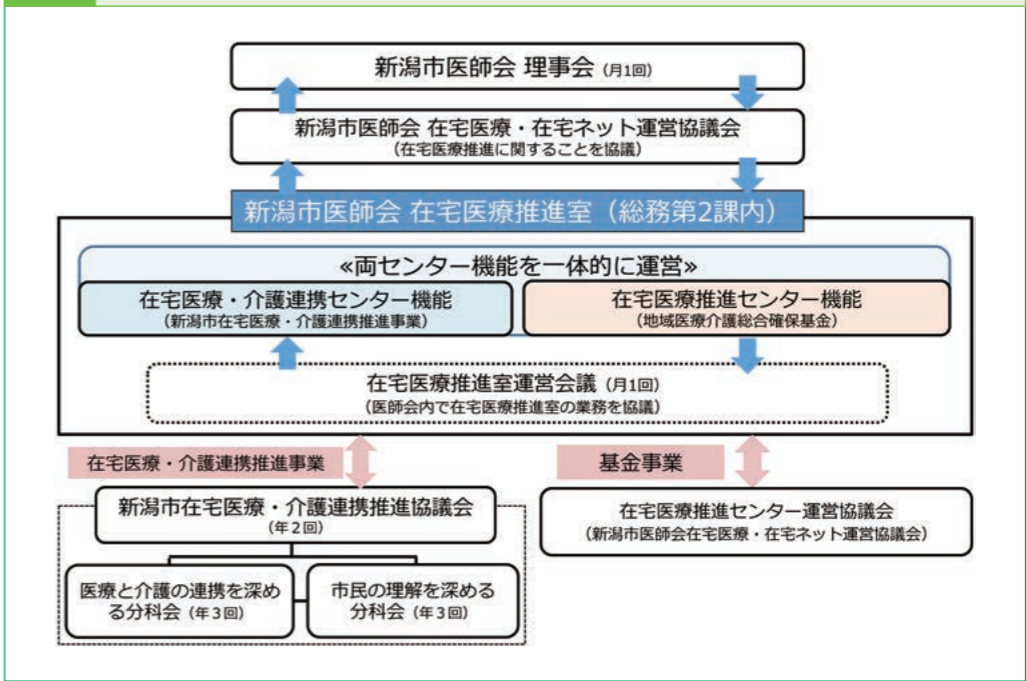 新潟市医師会 理事会 (月1回)
新潟市医師会 在宅医療・在宅ネット運営協議会
(在宅医療推進に関することを協議)
新潟市医師会 在宅医療推進室（総務第2課内）
≪両センター機能を一体的に運営≫
在宅医療・介護連携センター機能
(新潟市在宅医療・介護連携推進事業)
在宅医療推進センター機能
(地域医療介護総合確保基金)
在宅医療推進室運営会議 (月1回)
(医師会内で在宅医療推進室の業務を協議)
在宅医療・介護連携推進事業
基金事業
新潟市在宅医療・介護連携推進協議会
(年2回)
在宅医療推進センター運営協議会
(新潟市医師会在宅医療・在宅ネット運営協議会)
医療と介護の連携を深め
る分科会 (年3回)
市民の理解を深める
分科会 (年3回)